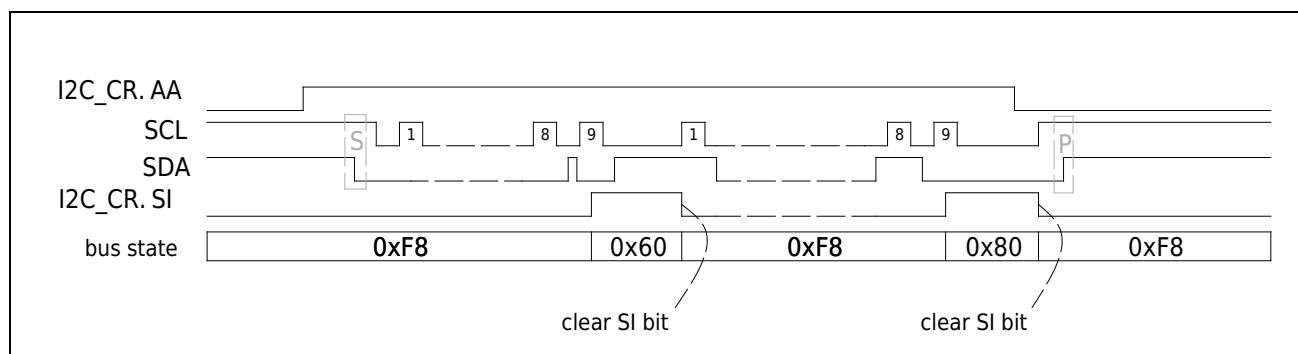 I2C_CR. AA
SCL S 1 8 9 1 8 9 P
SDA
I2C_CR. SI
bus state 0xF8 0x60 0xF8 0x80 0xF8
clear SI bit clear SI bit